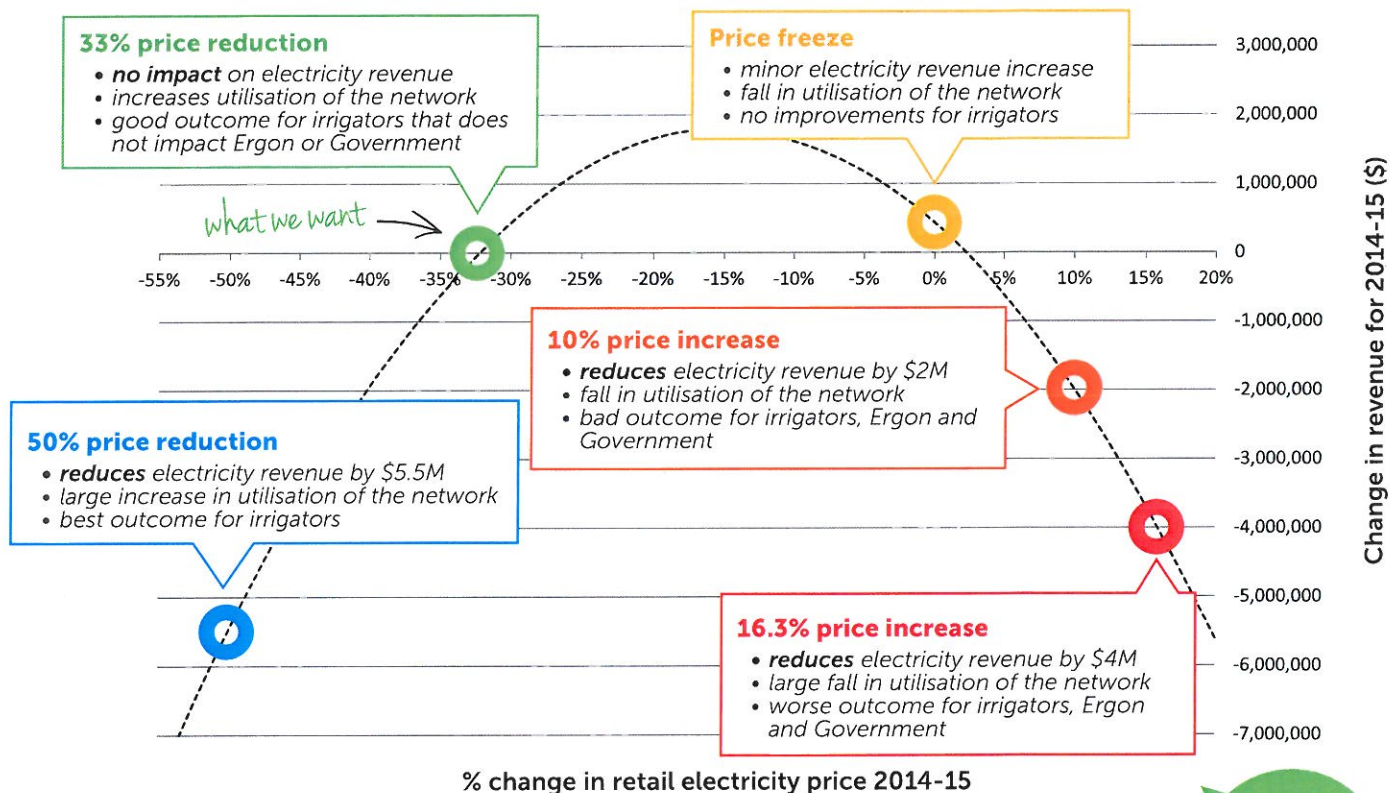 33% price reduction
• no impact on electricity revenue
• increases utilisation of the network
• good outcome for irrigators that does
not impact Ergon or Government
Price freeze
• minor electricity revenue increase
• fall in utilisation of the network
• no improvements for irrigators
3,000,000
2,000,000
1,000,000
0
-1,000,000
-2,000,000
-3,000,000
-4,000,000
-5,000,000
-6,000,000
-7,000,000
Change in revenue for 2014-15 ($)
what we want
-55% -50% -45% -40% -35% -30% -25% -20% -15% -10% -5% 0% 5% 10% 15% 20%
10% price increase
• reduces electricity revenue by $2M
• fall in utilisation of the network
• bad outcome for irrigators, Ergon and
Government
50% price reduction
• reduces electricity revenue by $5.5M
• large increase in utilisation of the network
• best outcome for irrigators
16.3% price increase
• reduces electricity revenue by $4M
• large fall in utilisation of the network
• worse outcome for irrigators, Ergon
and Government
% change in retail electricity price 2014-15